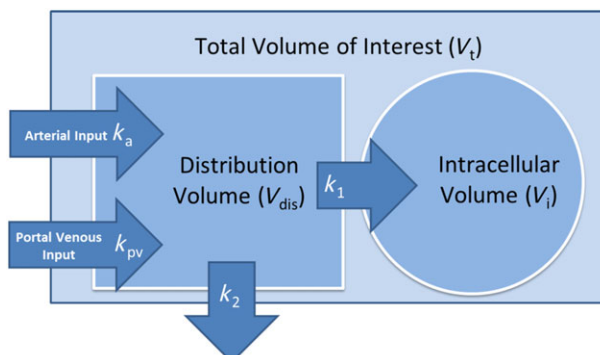 Total Volume of Interest (Vt)
Arterial Input ka
Distribution
Volume (Vdis)
k1
Intracellular
Volume (Vi)
Portal Venous
Input
kpv
k2